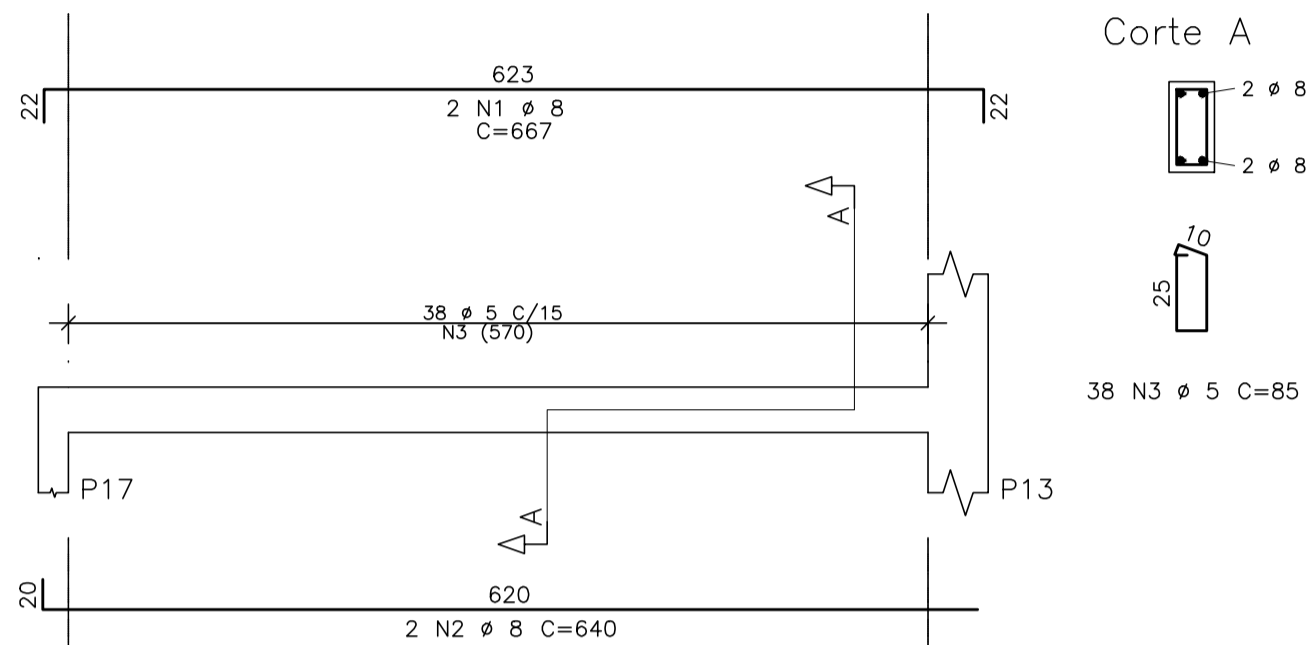 Corte A
623
22
2 N1 ø 8
C=667
22
2 ø 8
2 ø 8
A
10
25
38 ø 5 C/15
N3 (570)
38 N3 ø 5 C=85
P17
P13
A
20
620
2 N2 ø 8 C=640